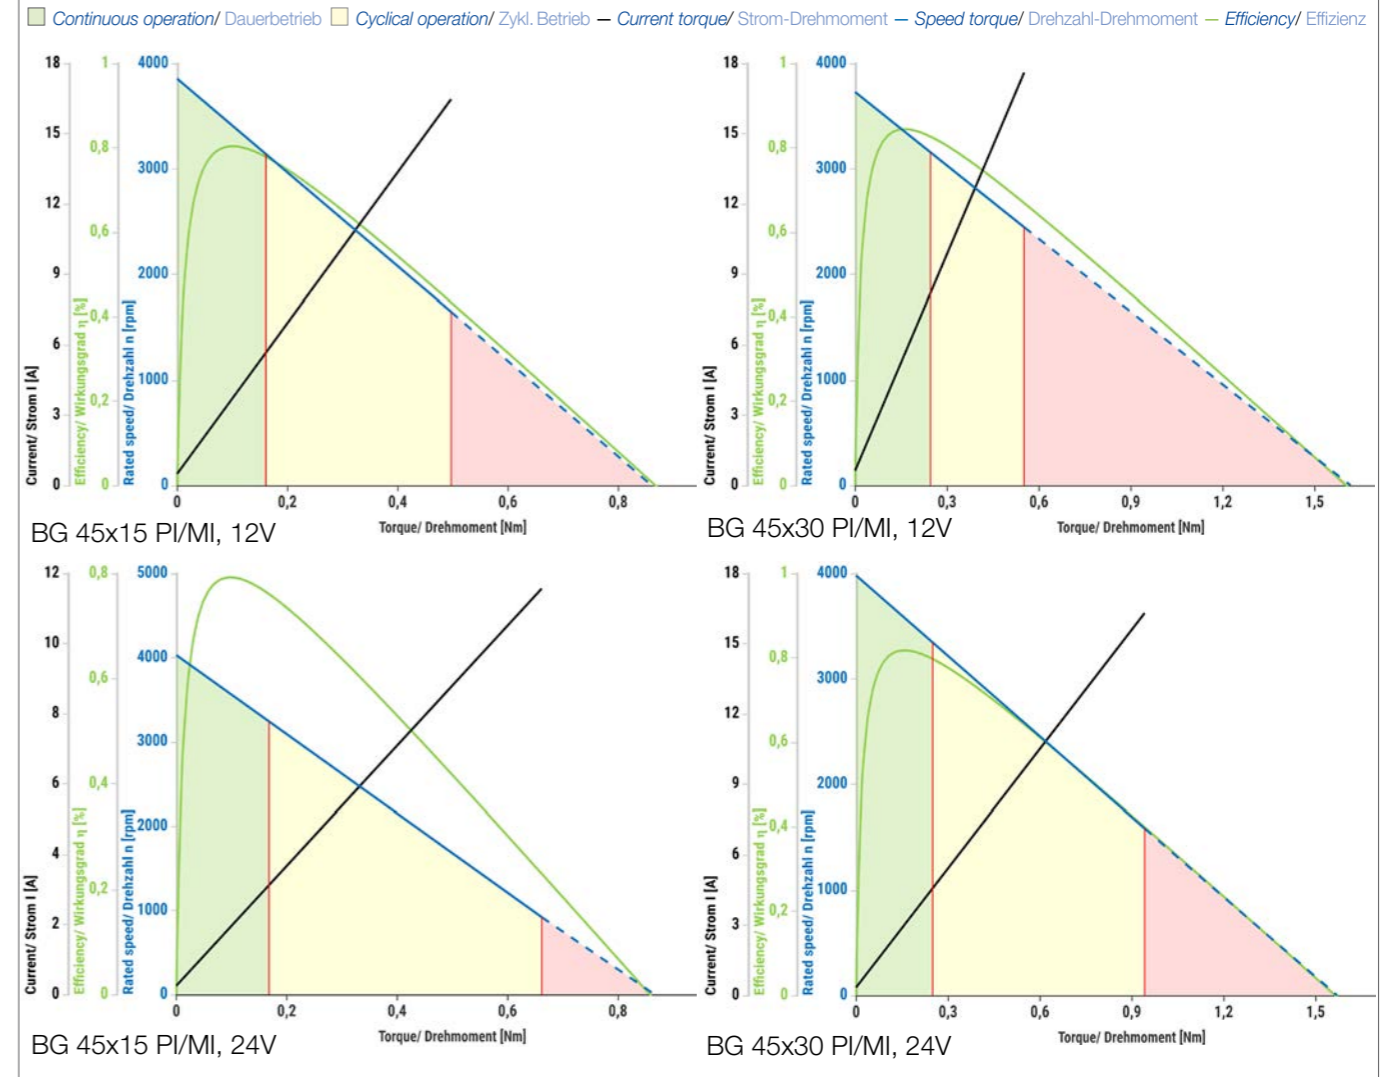 Continuous operation/ Dauerbetrieb Cyclical operation/ Zykl. Betrieb – Current torque/ Strom-Drehmoment – Speed torque/ Drehzahl-Drehmoment – Efficiency/ Effizienz
18 1 4000
15 0,8 3000
12 0,6 2000
9 0,4 1000
6 0,2
3
0 0 0
Current/ Strom I [A]
Efficiency/ Wirkungsgrad η [%]
Rated speed/ Drehzahl n [rpm]
0 0,2 0,4 0,6 0,8
Torque/ Drehmoment [Nm]
BG 45x15 PI/MI, 12V
18 1 4000
15 0,8 3000
12 0,6 2000
9 0,4 1000
6 0,2
3
0 0 0
Current/ Strom I [A]
Efficiency/ Wirkungsgrad η [%]
Rated speed/ Drehzahl n [rpm]
0 0,3 0,6 0,9 1,2 1,5
Torque/ Drehmoment [Nm]
BG 45x30 PI/MI, 12V
12 0,8 5000
10 0,6 4000
8 0,4 3000
6 0,2 2000
4 1000
2
0 0 0
Current/ Strom I [A]
Efficiency/ Wirkungsgrad η [%]
Rated speed/ Drehzahl n [rpm]
0 0,2 0,4 0,6 0,8
Torque/ Drehmoment [Nm]
BG 45x15 PI/MI, 24V
18 1 4000
15 0,8 3000
12 0,6 2000
9 0,4 1000
6 0,2
3
0 0 0
Current/ Strom I [A]
Efficiency/ Wirkungsgrad η [%]
Rated speed/ Drehzahl n [rpm]
0 0,3 0,6 0,9 1,2 1,5
Torque/ Drehmoment [Nm]
BG 45x30 PI/MI, 24V